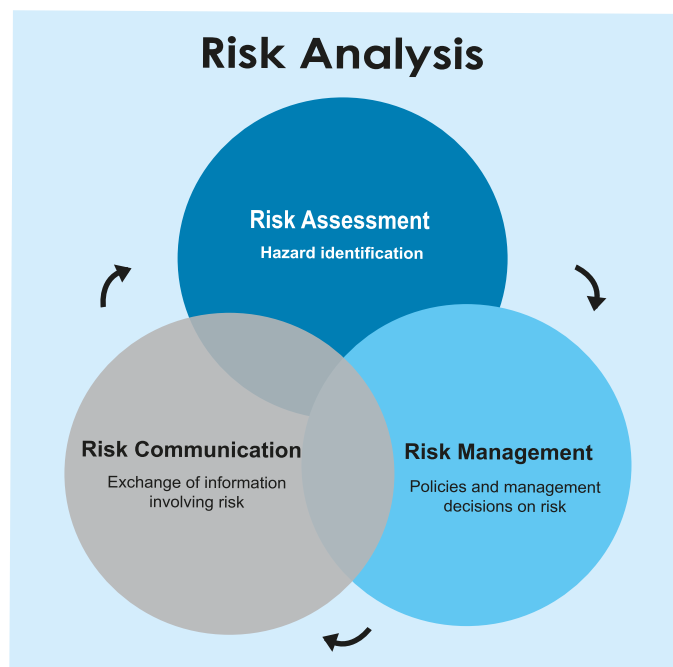 Risk Analysis
Risk Assessment
Hazard identification
Risk Communication
Exchange of information
involving risk
Risk Management
Policies and management
decisions on risk